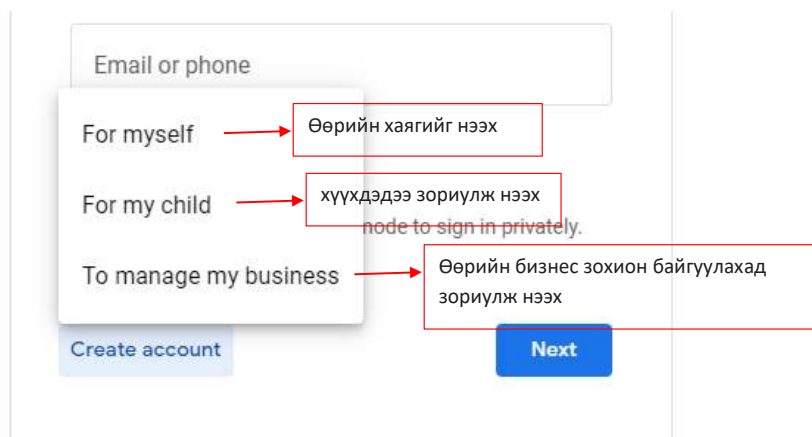 Email or phone
For myself
Өөрийн хаягийг нээх
For my child
хүүхдэдээ зориулж нээх
mode to sign in privately.
To manage my business
Өөрийн бизнес зохион байгуулахад
зориулж нээх
Create account
Next